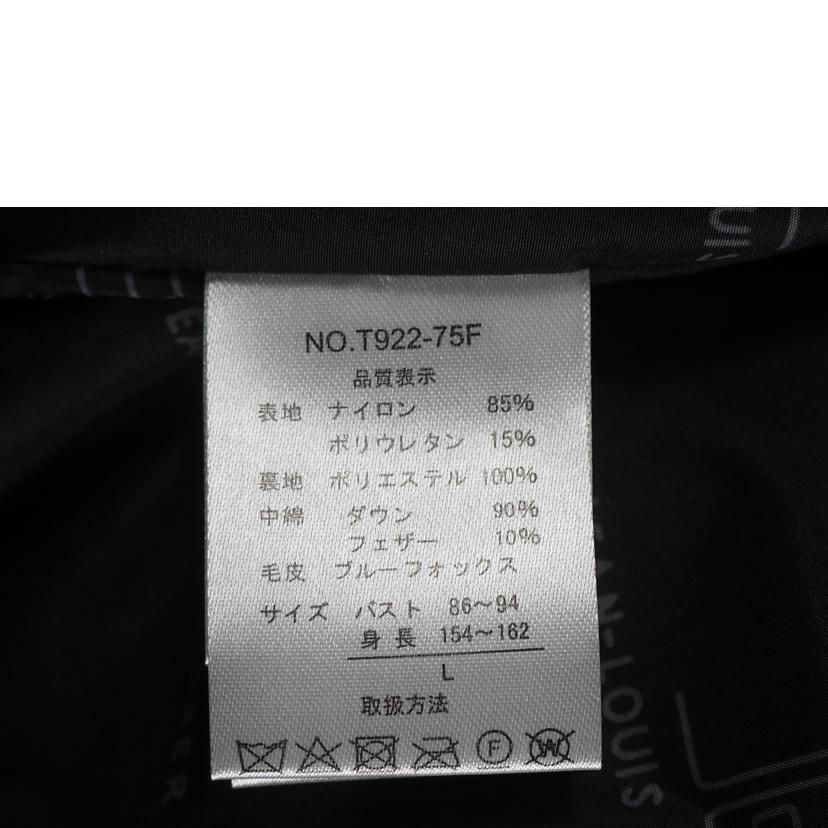 NO.T922-75F
品質表示
表地 ナイロン 85%
ポリウレタン 15%
裏地 ポリエステル 100%
中綿 ダウン 90%
フェザー 10%
毛皮 ブルーフォックス
サイズ バスト 86～94
身長 154～162
L
取扱方法
F
W
JEAN-LOUIS